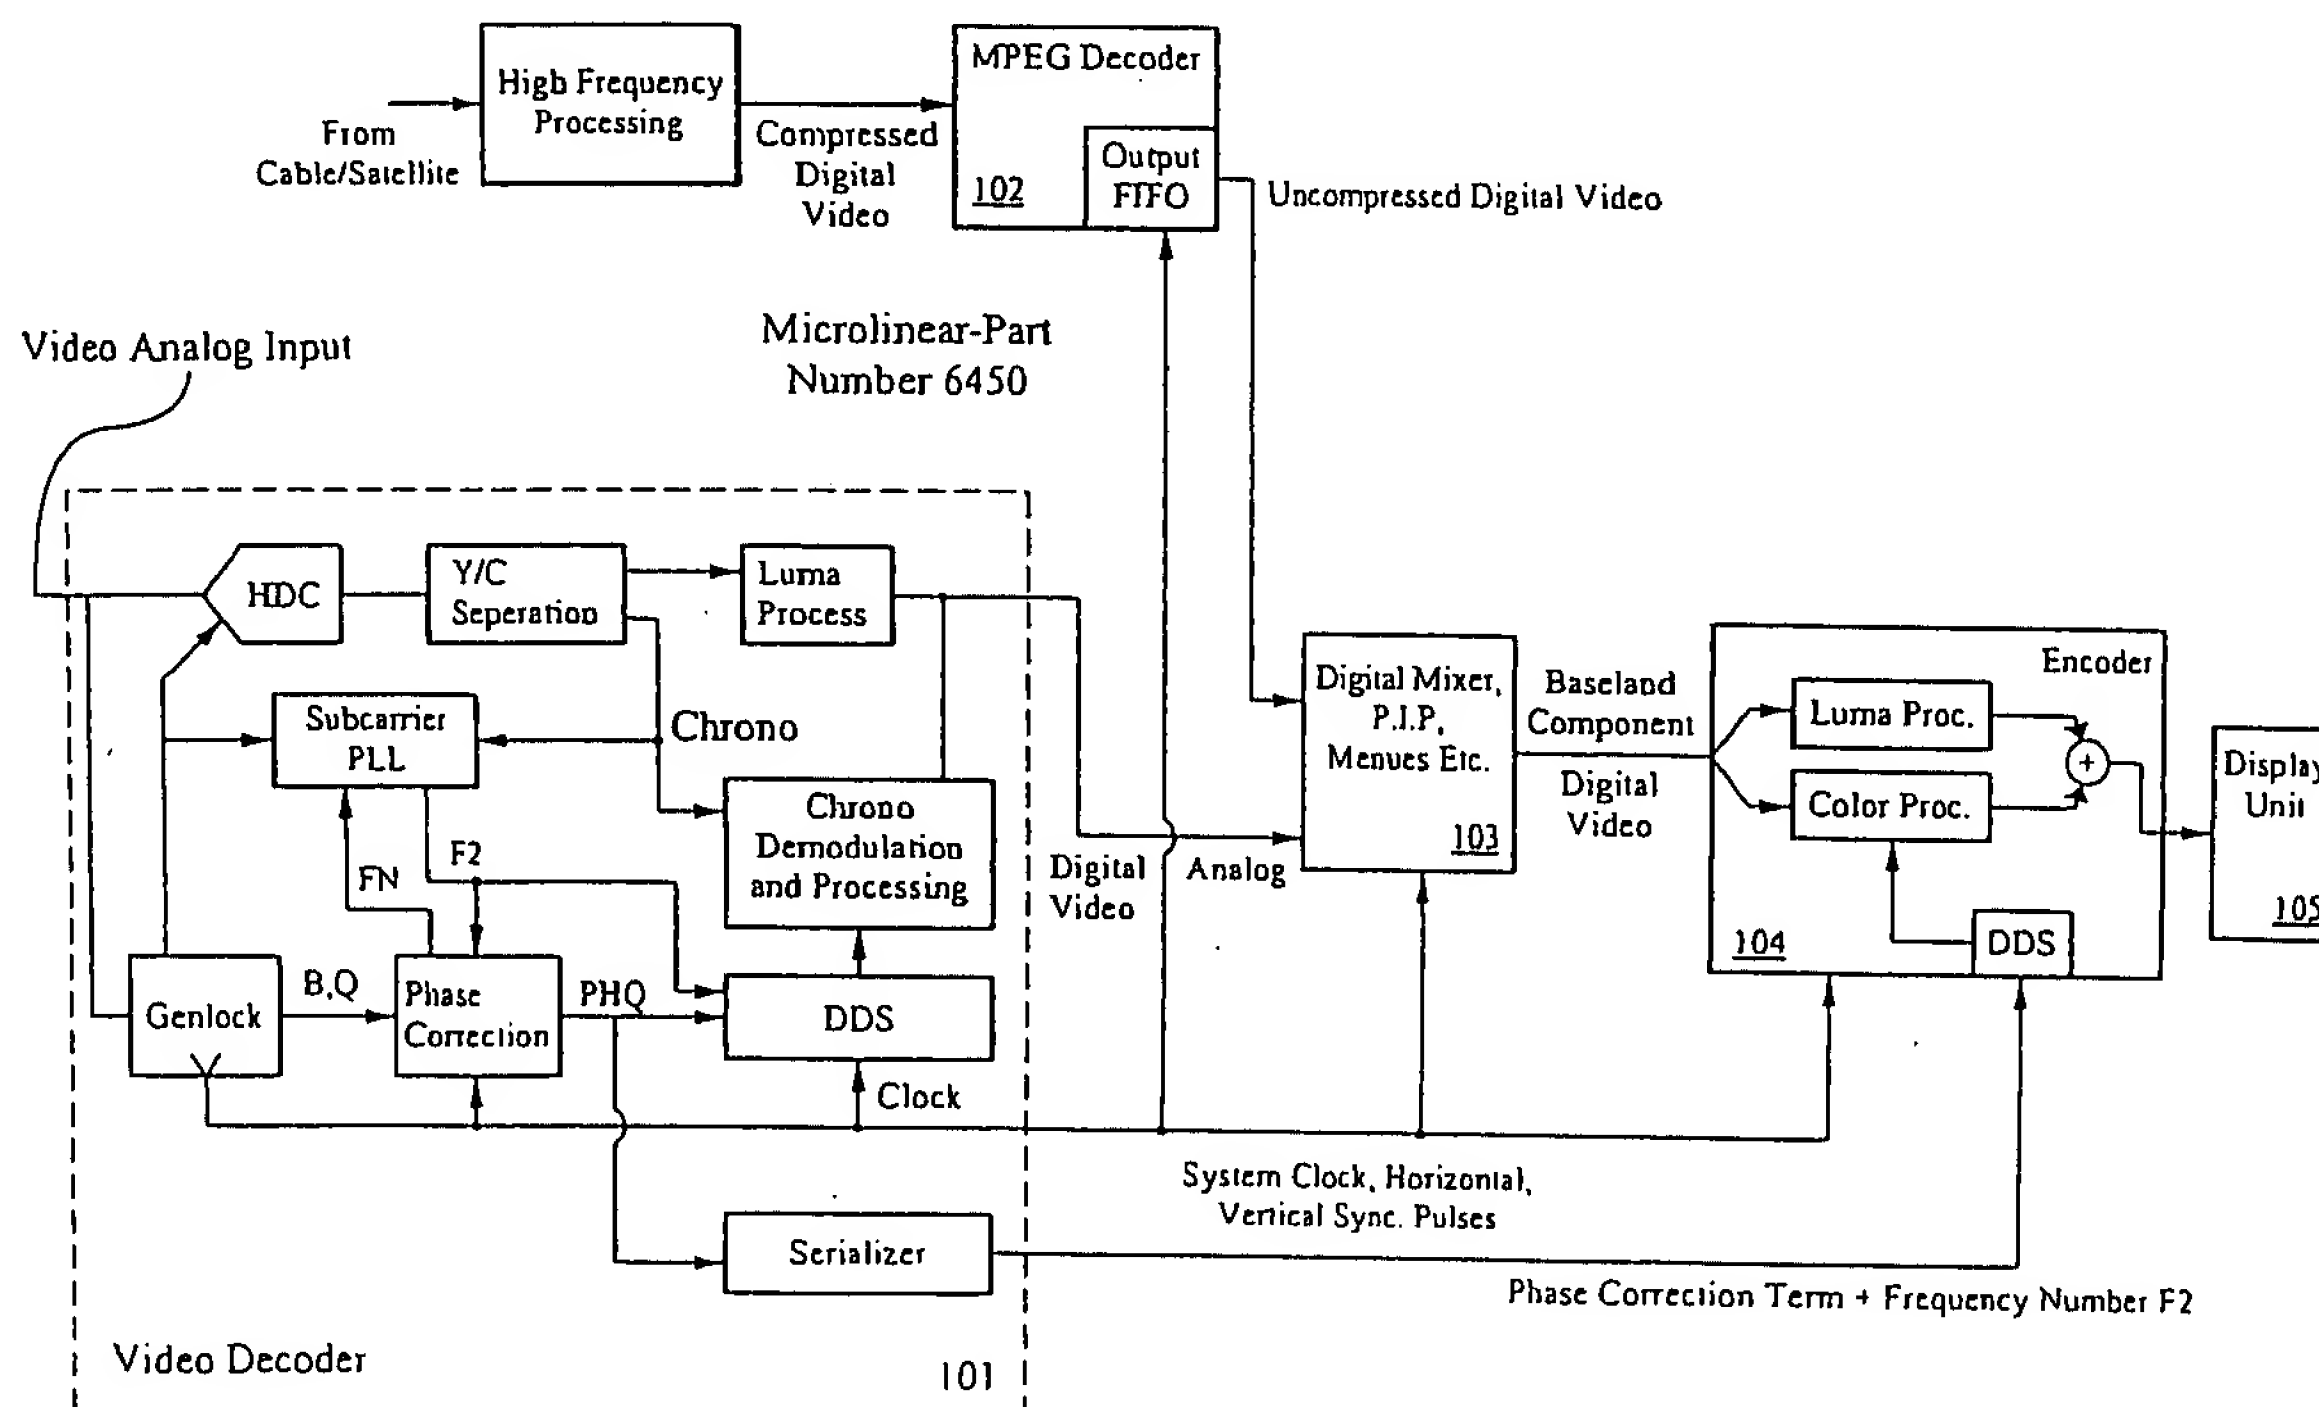 High Frequency
Processing
From
Cable/Satellite
Compressed
Digital
Video
MPEG Decoder
Output
FIFO
102
Uncompressed Digital Video
Microlinear-Part
Number 6450
Video Analog Input
HDC
Y/C
Seperation
Luma
Process
Subcarrier
PLL
Chrono
Chrono
Demodulation
and Processing
FN
F2
Genlock
B,Q
Phase
Correction
PHQ
DDS
Clock
Serializer
Video Decoder
101
Digital
Video
Analog
Digital Mixer,
P.I.P,
Menues Etc.
103
Baseland
Component
Digital
Video
Encoder
Luma Proc.
Color Proc.
+
104
DDS
Display
Unit
105
System Clock, Horizontal,
Vertical Sync. Pulses
Phase Correction Term + Frequency Number F2